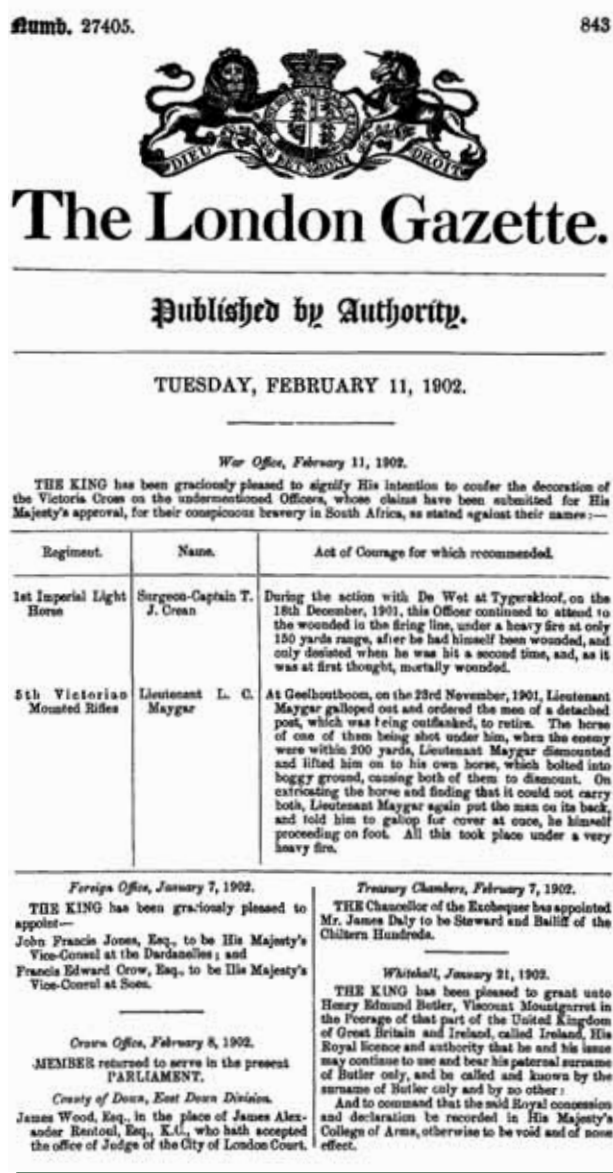 Numb. 27405.
843
DIEU ET MON DROIT
The London Gazette.
Published by Authority.
TUESDAY, FEBRUARY 11, 1902.
War Office, February 11, 1902.
THE KING has been graciously pleased to signify His intention to confer the decoration of
the Victoria Cross on the undermentioned Officers, whose claims have been submitted for His
Majesty's approval, for their conspicuous bravery in South Africa, as stated against their names:—
Regiment.
Name.
Act of Courage for which recommended.
1st Imperial Light
Horse
Surgeon-Captain T.
J. Crean
During the action with De Wet at Tygerskloof, on the
18th December, 1901, this Officer continued to attend to
the wounded in the firing line, under a heavy fire at only
150 yards range, after he had himself been wounded, and
only desisted when he was hit a second time, and, as it
was at first thought, mortally wounded.
5th Victorian
Mounted Rifles
Lieutenant L. C.
Maygar
At Geelhoutboom, on the 23rd November, 1901, Lieutenant
Maygar galloped out and ordered the men of a detached
post, which was being outflanked, to retire. The horse
of one of them being shot under him, when the enemy
were within 200 yards, Lieutenant Maygar dismounted
and lifted him on to his own horse, which bolted into
boggy ground, causing both of them to dismount. On
extricating the horse and finding that it could not carry
both, Lieutenant Maygar again put the man on its back,
and told him to gallop for cover at once, he himself
proceeding on foot. All this took place under a very
heavy fire.
Foreign Office, January 7, 1902.
THE KING has been graciously pleased to
appoint—
John Francis Jones, Esq., to be His Majesty's
Vice-Consul at the Dardanelles; and
Francis Edward Crow, Esq., to be His Majesty's
Vice-Consul at Soes.
Crown Office, February 8, 1902.
MEMBER returned to serve in the present
PARLIAMENT.
County of Down, East Down Division.
James Wood, Esq., in the place of James Alex-
ander Rentoul, Esq., K.C., who hath accepted
the office of Judge of the City of London Court.
Treasury Chambers, February 7, 1902.
THE Chancellor of the Exchequer has appointed
Mr. James Daly to be Steward and Bailiff of the
Chiltern Hundreds.
Whitehall, January 21, 1902.
THE KING has been pleased to grant unto
Henry Edmund Butler, Viscount Mountgarret in
the Peerage of that part of the United Kingdom
of Great Britain and Ireland, called Ireland, His
Royal licence and authority that he and his issue
may continue to use and bear his paternal surname
of Butler only, and be called and known by the
surname of Butler only and by no other:
And to command that the said Royal concession
and declaration be recorded in His Majesty's
College of Arms, otherwise to be void and of none
effect.